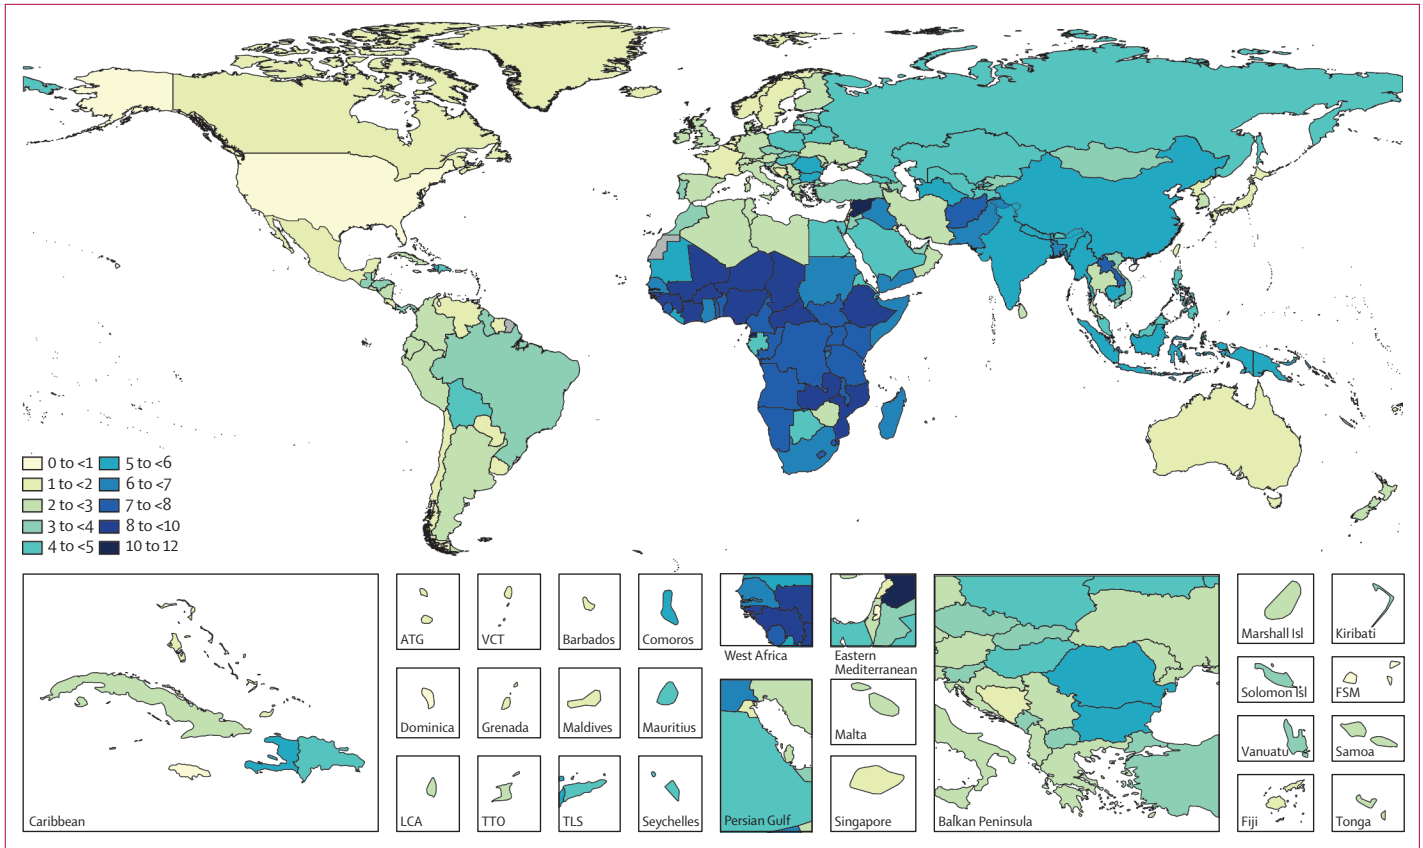 0 to <1
1 to <2
2 to <3
3 to <4
4 to <5
5 to <6
6 to <7
7 to <8
8 to <10
10 to 12
Caribbean
ATG
VCT
Barbados
Comoros
West Africa
Eastern
Mediterranean
Dominica
Grenada
Maldives
Mauritius
Persian Gulf
Malta
LCA
TTO
TLS
Seychelles
Singapore
Balkan Peninsula
Marshall Isl
Kiribati
Solomon Isl
FSM
Vanuatu
Samoa
Fiji
Tonga